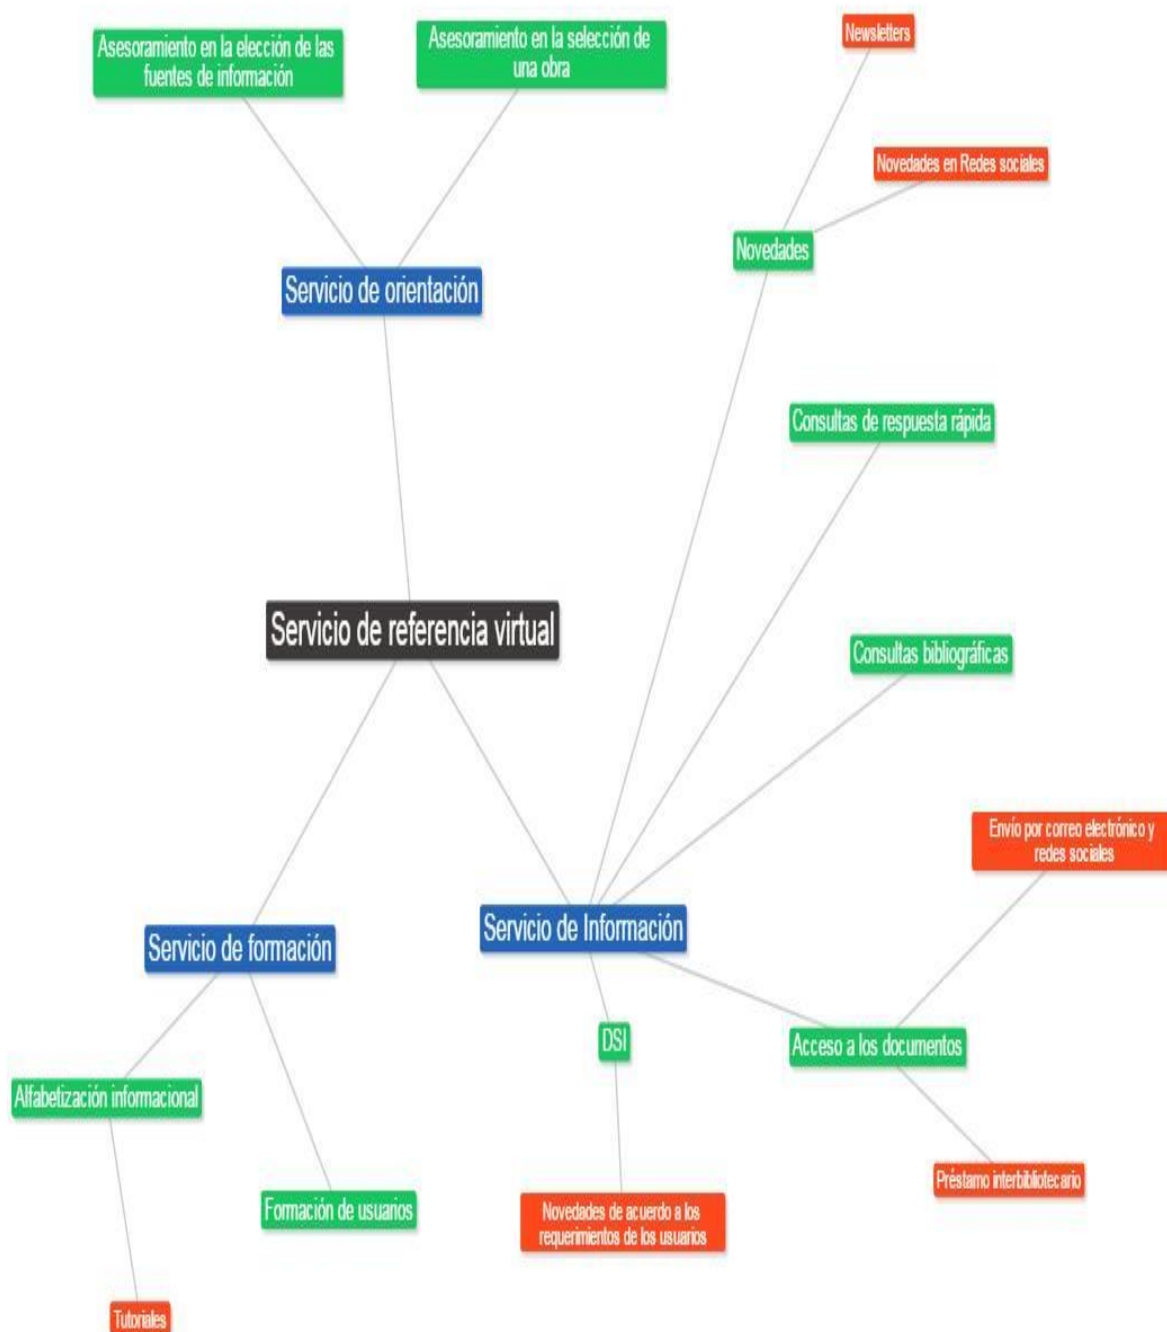 Asesoramiento en la elección de las
fuentes de información
Asesoramiento en la selección de
una obra
Newsletters
Novedades en Redes sociales
Novedades
Servicio de orientación
Consultas de respuesta rápida
Servicio de referencia virtual
Consultas bibliográficas
Envío por correo electrónico y
redes sociales
Servicio de Información
Servicio de formación
DSI
Acceso a los documentos
Alfabetización informacional
Préstamo interbibliotecario
Formación de usuarios
Novedades de acuerdo a los
requerimientos de los usuarios
Tutoriales